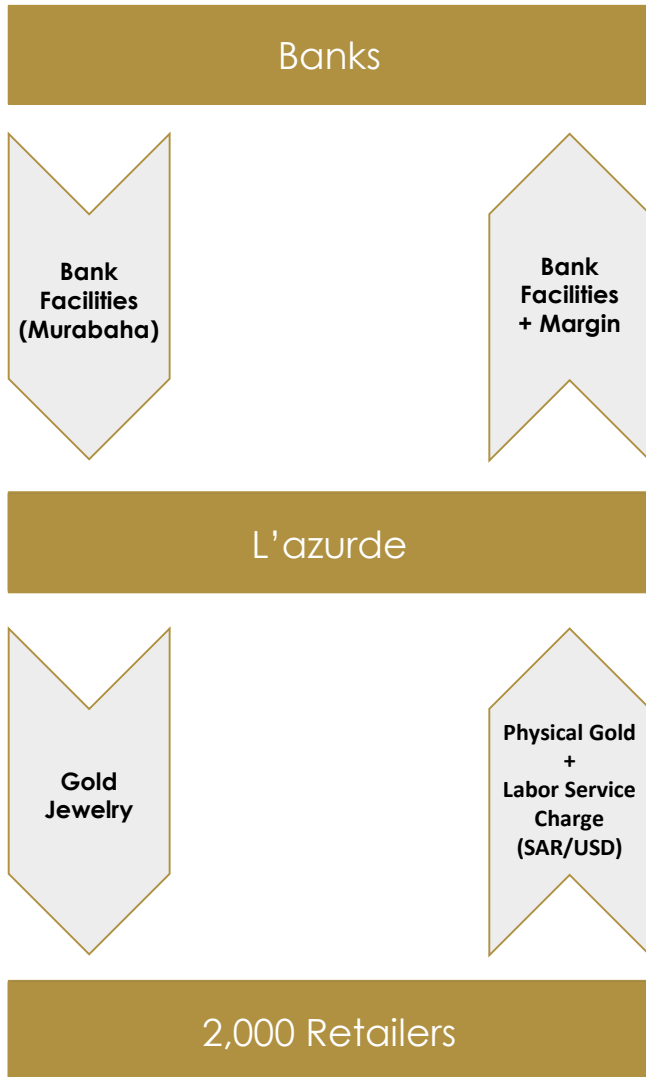 Banks
Bank
Facilities
(Murabaha)
Bank
Facilities
+ Margin
L’azurde
Gold
Jewelry
Physical Gold
+
Labor Service
Charge
(SAR/USD)
2,000 Retailers